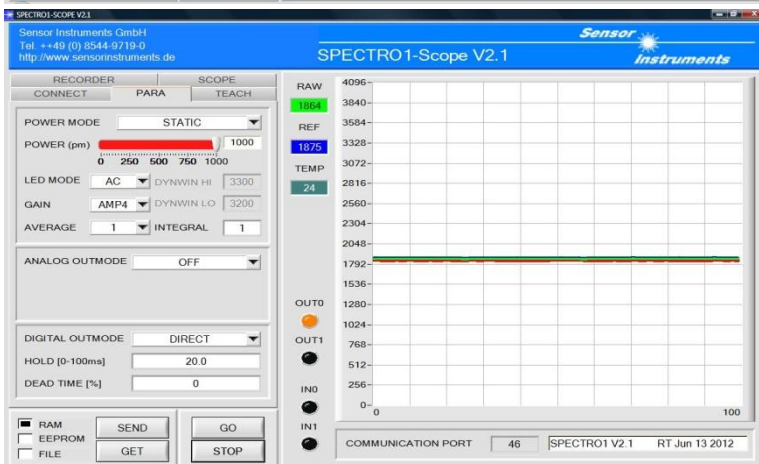 SPECTRO1-SCOPE V2.1
Sensor Instruments GmbH
Tel. ++49 (0) 8544-9719-0
http://www.sensorinstruments.de
SPECTRO1-Scope V2.1
Sensor
Instruments
RECORDER SCOPE
CONNECT PARA TEACH
POWER MODE STATIC
POWER (pm) 1000
0 250 500 750 1000
LED MODE AC DYNWIN HI 3300
GAIN AMP4 DYNWIN LO 3200
AVERAGE 1 INTEGRAL 1
ANALOG OUTMODE OFF
DIGITAL OUTMODE DIRECT
HOLD [0-100ms] 20.0
DEAD TIME [%] 0
RAM
EEPROM
FILE
SEND GO
GET STOP
RAW
1864
REF
1875
TEMP
24
OUT0
OUT1
IN0
IN1
4096
3840
3584
3328
3072
2816
2560
2304
2048
1792
1536
1280
1024
768
512
256
0
0 100
COMMUNICATION PORT 46 SPECTRO1 V2.1 RT Jun 13 2012